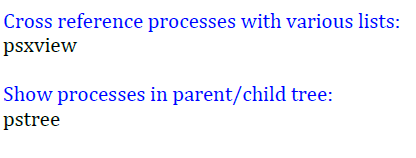 Cross reference processes with various lists:
psxview
Show processes in parent/child tree:
pstree